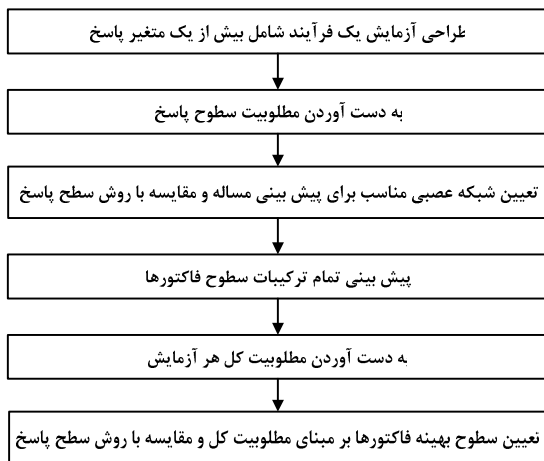 طراحی آزمایش یک فرآیند شامل بیش از یک متغیر پاسخ
به دست آوردن مطلوبیت سطوح پاسخ
تعیین شبکه عصبی مناسب برای پیش بینی مساله و مقایسه با روش سطح پاسخ
پیش بینی تمام ترکیبات سطوح فاکتورها
به دست آوردن مطلوبیت کل هر آزمایش
تعیین سطوح بهینه فاکتورها بر مبنای مطلوبیت کل و مقایسه با روش سطح پاسخ